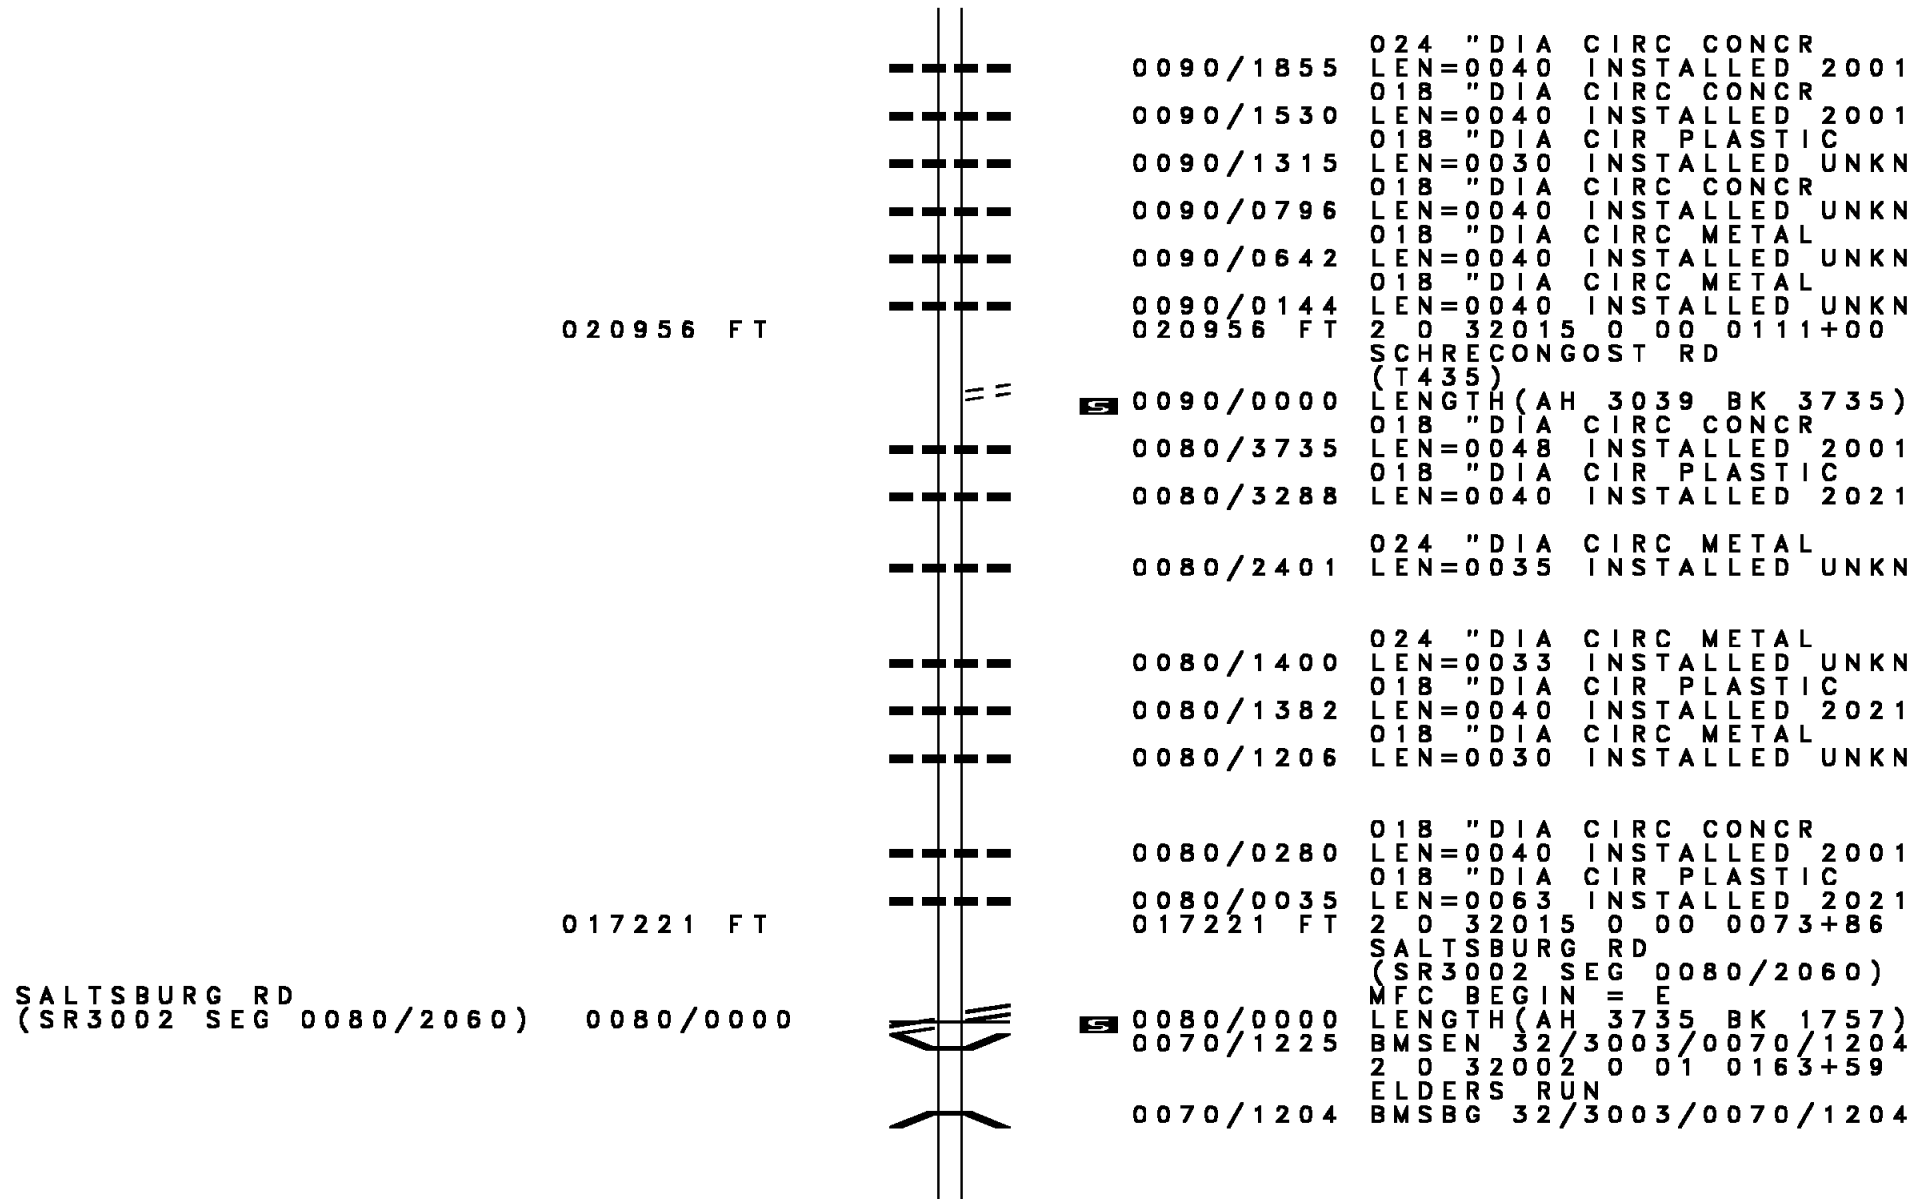 024 "DIA CIRC CONCR
0090/1855 LEN=0040 INSTALLED 2001
018 "DIA CIRC CONCR
0090/1530 LEN=0040 INSTALLED 2001
018 "DIA CIR PLASTIC
0090/1315 LEN=0030 INSTALLED UNKN
018 "DIA CIRC CONCR
0090/0796 LEN=0040 INSTALLED UNKN
018 "DIA CIRC METAL
0090/0642 LEN=0040 INSTALLED UNKN
018 "DIA CIRC METAL
0090/0144 LEN=0040 INSTALLED UNKN
020956 FT 020956 FT 2 0 32015 0 00 0111+00
SCHRECONGOST RD
(T435)
S 0090/0000 LENGTH(AH 3039 BK 3735)
018 "DIA CIRC CONCR
0080/3735 LEN=0048 INSTALLED 2001
018 "DIA CIR PLASTIC
0080/3288 LEN=0040 INSTALLED 2021
024 "DIA CIRC METAL
0080/2401 LEN=0035 INSTALLED UNKN
024 "DIA CIRC METAL
0080/1400 LEN=0033 INSTALLED UNKN
018 "DIA CIR PLASTIC
0080/1382 LEN=0040 INSTALLED 2021
018 "DIA CIRC METAL
0080/1206 LEN=0030 INSTALLED UNKN
018 "DIA CIRC CONCR
0080/0280 LEN=0040 INSTALLED 2001
018 "DIA CIR PLASTIC
0080/0035 LEN=0063 INSTALLED 2021
017221 FT 017221 FT 2 0 32015 0 00 0073+86
SALTSBURG RD
(SR3002 SEG 0080/2060)
SALTSBURG RD MFC BEGIN = E
(SR3002 SEG 0080/2060) 0080/0000 S 0080/0000 LENGTH(AH 3735 BK 1757)
0070/1225 BMSEN 32/3003/0070/1204
2 0 32002 0 01 0163+59
ELDERS RUN
0070/1204 BMSBG 32/3003/0070/1204